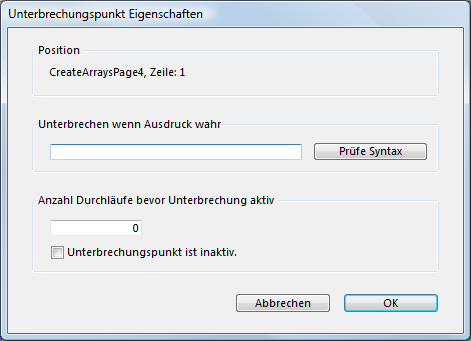 Unterbrechungspunkt Eigenschaften
Position
CreateArraysPage4, Zeile: 1
Unterbrechen wenn Ausdruck wahr
Prüfe Syntax
Anzahl Durchläufe bevor Unterbrechung aktiv
0
Unterbrechungspunkt ist inaktiv.
Abbrechen
OK